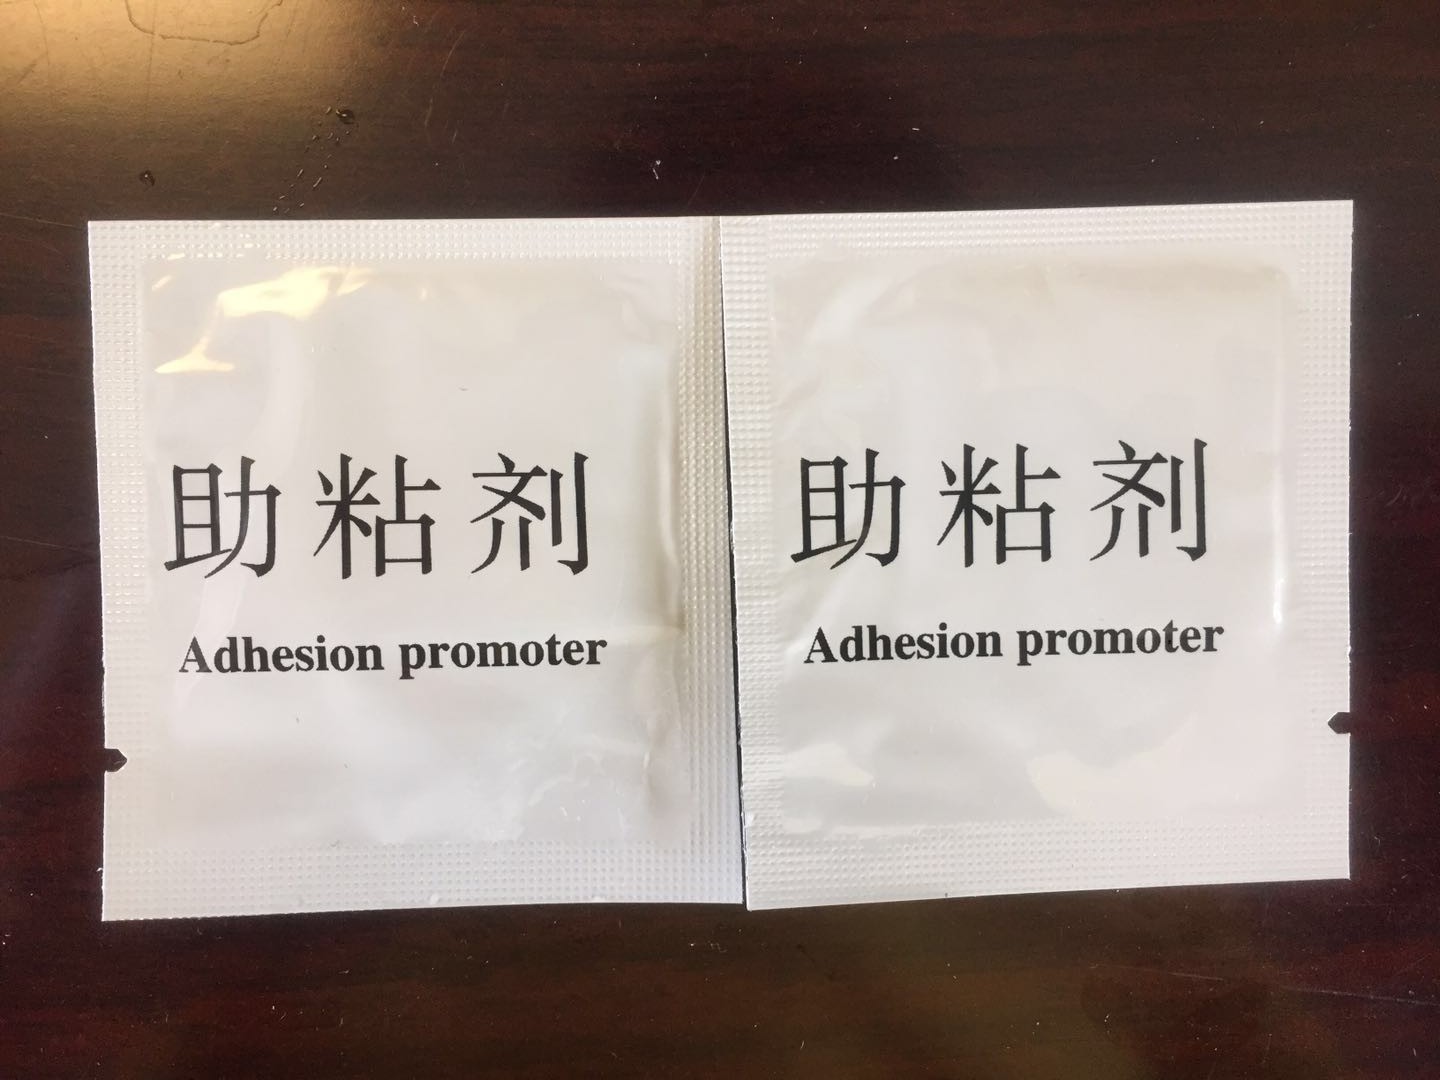 助粘剂
Adhesion promoter
助粘剂
Adhesion promoter